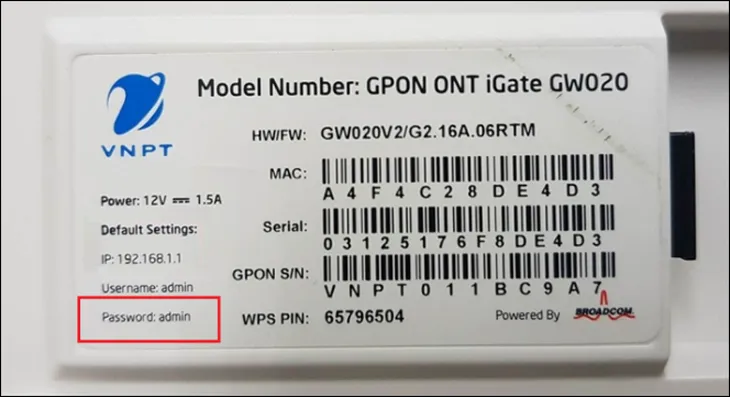 Model Number: GPON ONT iGate GW020
VNPT
HW/FW: GW020V2/G2.16A.06RTM
MAC:
A4F4C28DE4D3
Power: 12V ⎓ 1.5A
Default Settings:
Serial:
03125176F8DE4D3
IP: 192.168.1.1
GPON S/N:
VNPT011BC9A7
Username: admin
Password: admin
WPS PIN: 65796504
Powered By BROADCOM